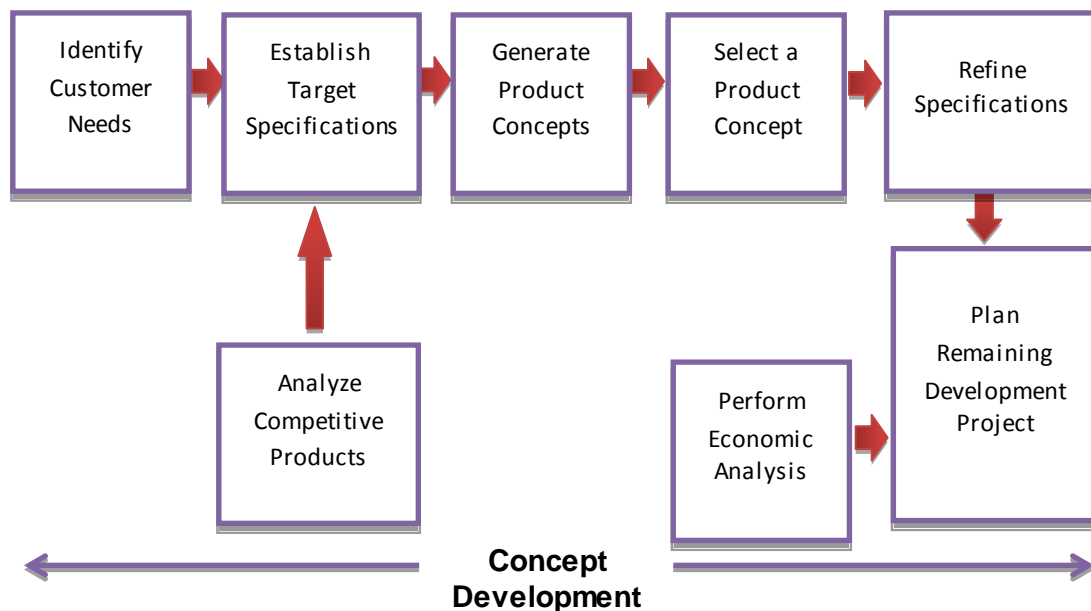 Identify
Customer
Needs
Establish
Target
Specifications
Generate
Product
Concepts
Select a
Product
Concept
Refine
Specifications
Analyze
Competitive
Products
Perform
Economic
Analysis
Plan
Remaining
Development
Project
Concept
Development